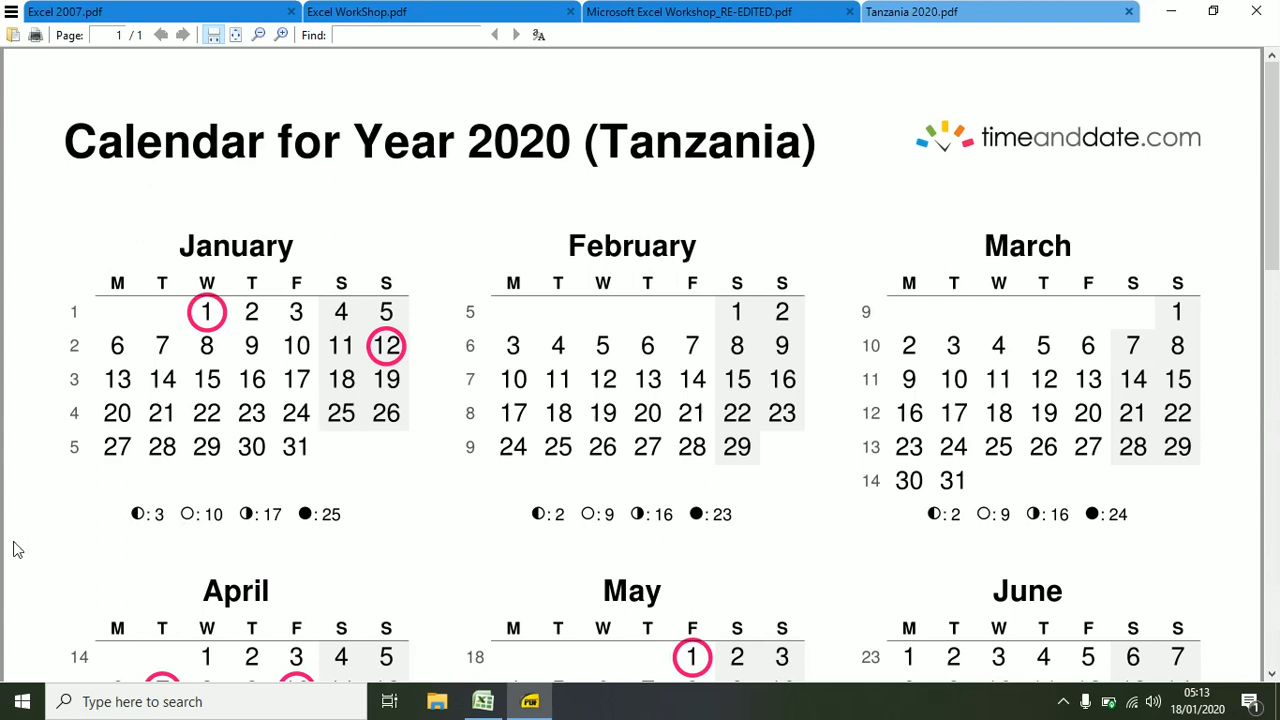 Excel 2007.pdf
Excel WorkShop.pdf
Microsoft Excel Workshop_RE-EDITED.pdf
Tanzania 2020.pdf
Page: 1 / 1 Find:
Calendar for Year 2020 (Tanzania)
timeanddate.com
January
M T W T F S S
1 1 2 3 4 5
2 6 7 8 9 10 11 12
3 13 14 15 16 17 18 19
4 20 21 22 23 24 25 26
5 27 28 29 30 31
◐: 3 ○: 10 ◑: 17 ●: 25
February
M T W T F S S
5 1 2
6 3 4 5 6 7 8 9
7 10 11 12 13 14 15 16
8 17 18 19 20 21 22 23
9 24 25 26 27 28 29
◐: 2 ○: 9 ◑: 16 ●: 23
March
M T W T F S S
9 1
10 2 3 4 5 6 7 8
11 9 10 11 12 13 14 15
12 16 17 18 19 20 21 22
13 23 24 25 26 27 28 29
14 30 31
◐: 2 ○: 9 ◑: 16 ●: 24
April
M T W T F S S
14 1 2 3 4 5
May
M T W T F S S
18 1 2 3
June
M T W T F S S
23 1 2 3 4 5 6 7
Type here to search
PDF
05:13
18/01/2020
1